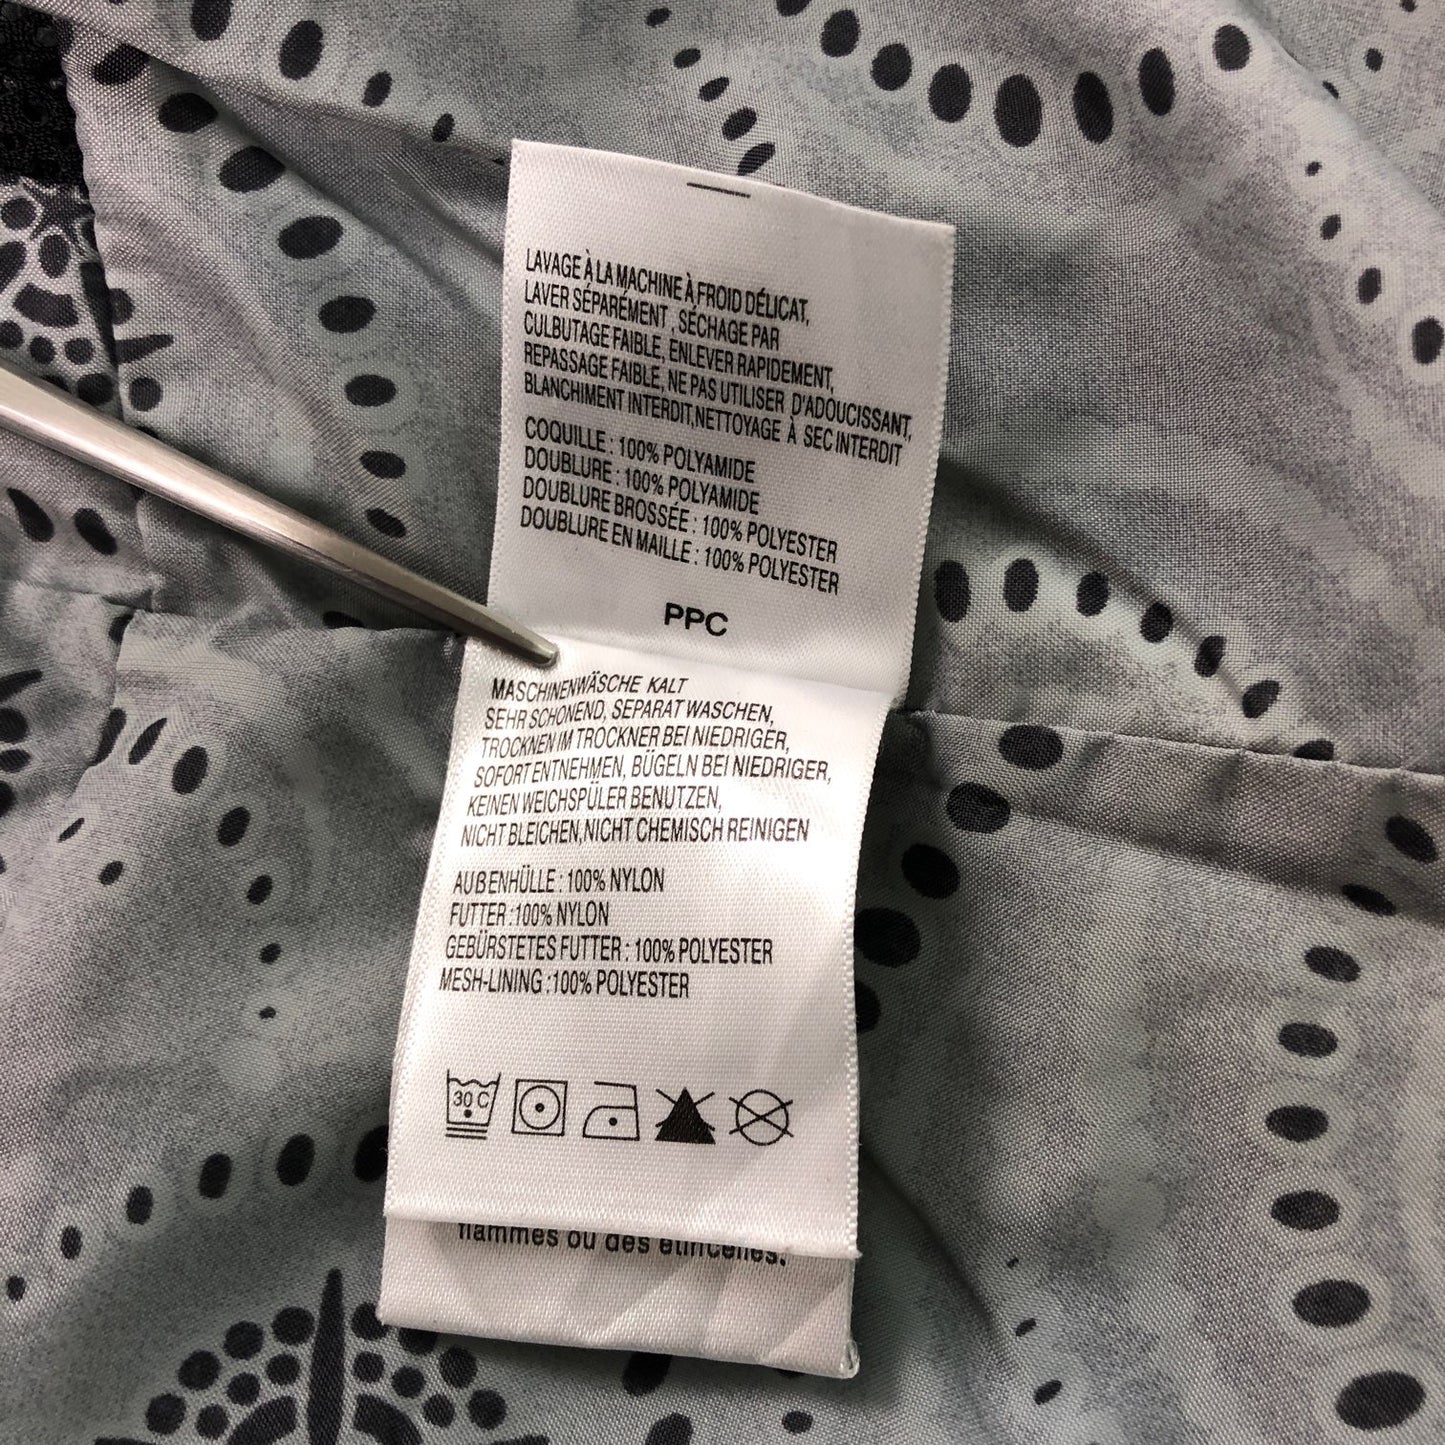 LAVAGE À LA MACHINE À FROID DÉLICAT,
LAVER SÉPARÉMENT , SÉCHAGE PAR
CULBUTAGE FAIBLE, ENLEVER RAPIDEMENT,
REPASSAGE FAIBLE, NE PAS UTILISER D'ADOUCISSANT,
BLANCHIMENT INTERDIT,NETTOYAGE À SEC INTERDIT
COQUILLE : 100% POLYAMIDE
DOUBLURE : 100% POLYAMIDE
DOUBLURE BROSSÉE : 100% POLYESTER
DOUBLURE EN MAILLE : 100% POLYESTER
PPC
MASCHINENWÄSCHE KALT
SEHR SCHONEND, SEPARAT WASCHEN,
TROCKNEN IM TROCKNER BEI NIEDRIGER,
SOFORT ENTNEHMEN, BÜGELN BEI NIEDRIGER,
KEINEN WEICHSPÜLER BENUTZEN,
NICHT BLEICHEN,NICHT CHEMISCH REINIGEN
AUßENHÜLLE : 100% NYLON
FUTTER :100% NYLON
GEBÜRSTETES FUTTER : 100% POLYESTER
MESH-LINING :100% POLYESTER
30 C
flammes ou des étincelles.